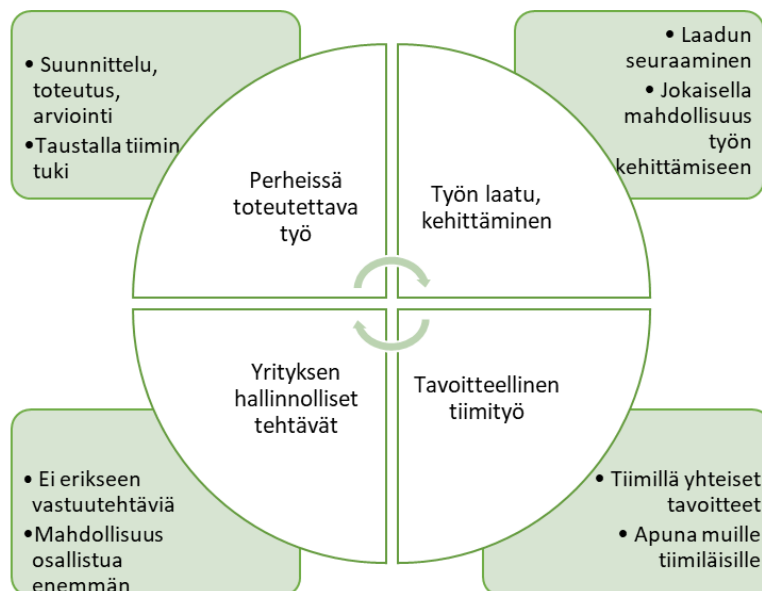 • Suunnittelu,
toteutus,
arviointi
•Taustalla tiimin
tuki
Perheissä
toteutettava
työ
• Laadun
seuraaminen
• Jokaisella
mahdollisuus
työn
kehittämiseen
Työn laatu,
kehittäminen
Yrityksen
hallinnolliset
tehtävät
• Ei erikseen
vastuutehtäviä
•Mahdollisuus
osallistua
enemmän
Tavoitteellinen
tiimityö
• Tiimillä yhteiset
tavoitteet
• Apuna muille
tiimiläisille